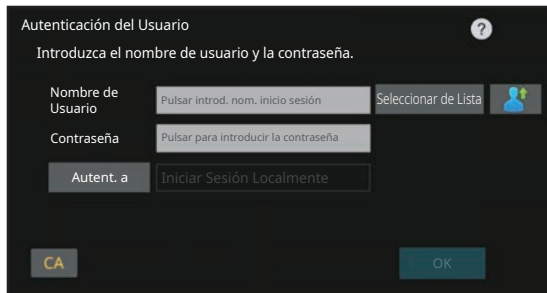 Autenticación del Usuario
?
Introduzca el nombre de usuario y la contraseña.
Nombre de
Usuario
Pulsar introd. nom. inicio sesión
Seleccionar de Lista
Contraseña
Pulsar para introducir la contraseña
Autent. a
Iniciar Sesión Localmente
CA
OK